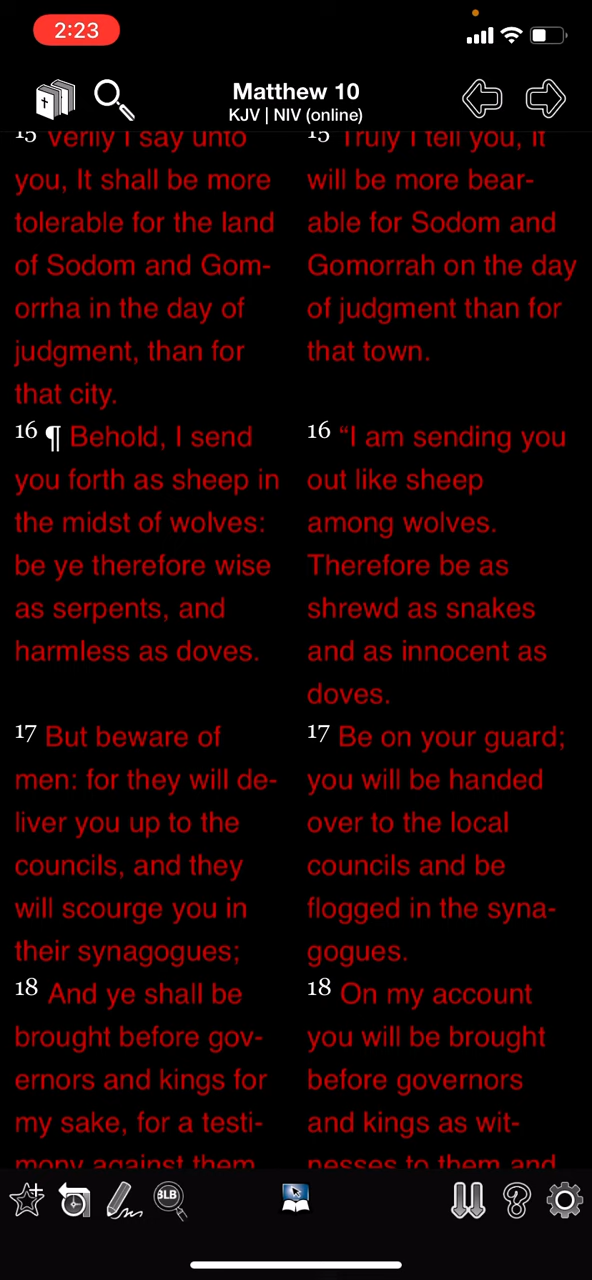 2:23
Matthew 10
KJV | NIV (online)
15 Verily I say unto
you, It shall be more
tolerable for the land
of Sodom and Gom-
orrha in the day of
judgment, than for
that city.
16 ¶ Behold, I send
you forth as sheep in
the midst of wolves:
be ye therefore wise
as serpents, and
harmless as doves.
17 But beware of
men: for they will de-
liver you up to the
councils, and they
will scourge you in
their synagogues;
18 And ye shall be
brought before gov-
ernors and kings for
my sake, for a testi-
mony against them
15 Truly I tell you, it
will be more bear-
able for Sodom and
Gomorrah on the day
of judgment than for
that town.
16 “I am sending you
out like sheep
among wolves.
Therefore be as
shrewd as snakes
and as innocent as
doves.
17 Be on your guard;
you will be handed
over to the local
councils and be
flogged in the syna-
gogues.
18 On my account
you will be brought
before governors
and kings as wit-
nesses to them and
BLB